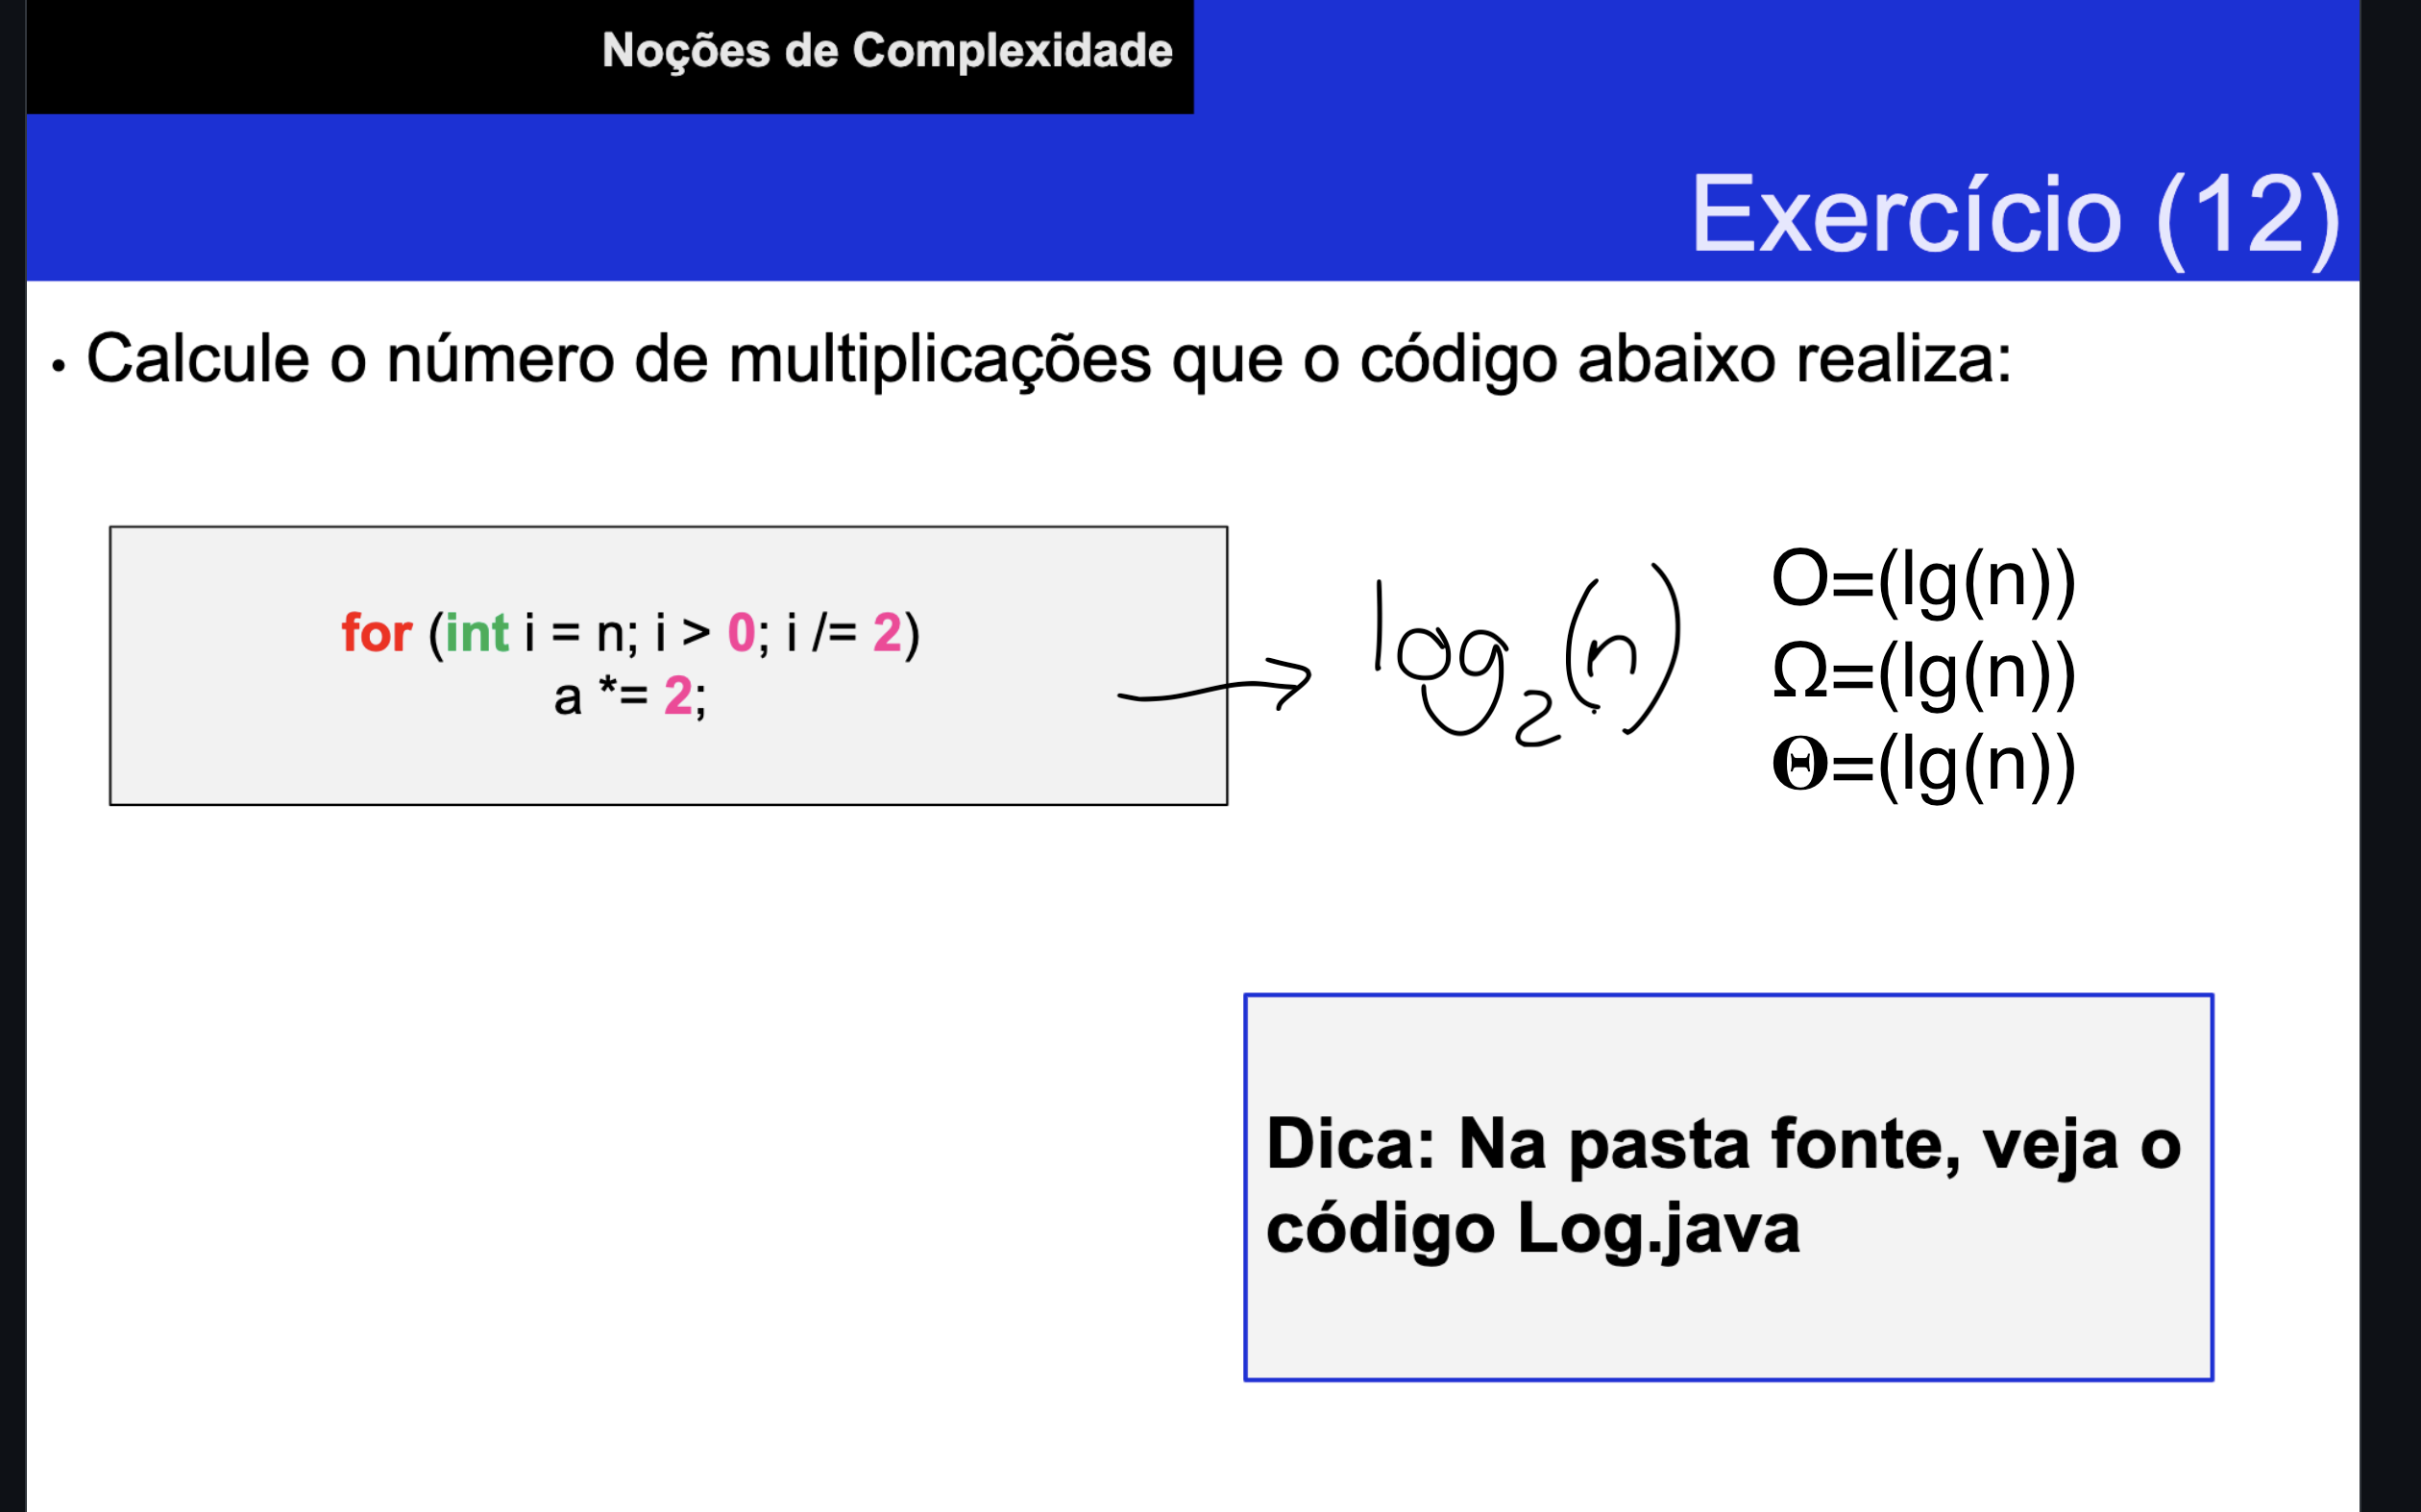 Noções de Complexidade
Exercício (12)
• Calcule o número de multiplicações que o código abaixo realiza:
for (int i = n; i > 0; i /= 2)
a *= 2;
log₂(n)
O=(lg(n))
Ω=(lg(n))
Θ=(lg(n))
Dica: Na pasta fonte, veja o
código Log.java